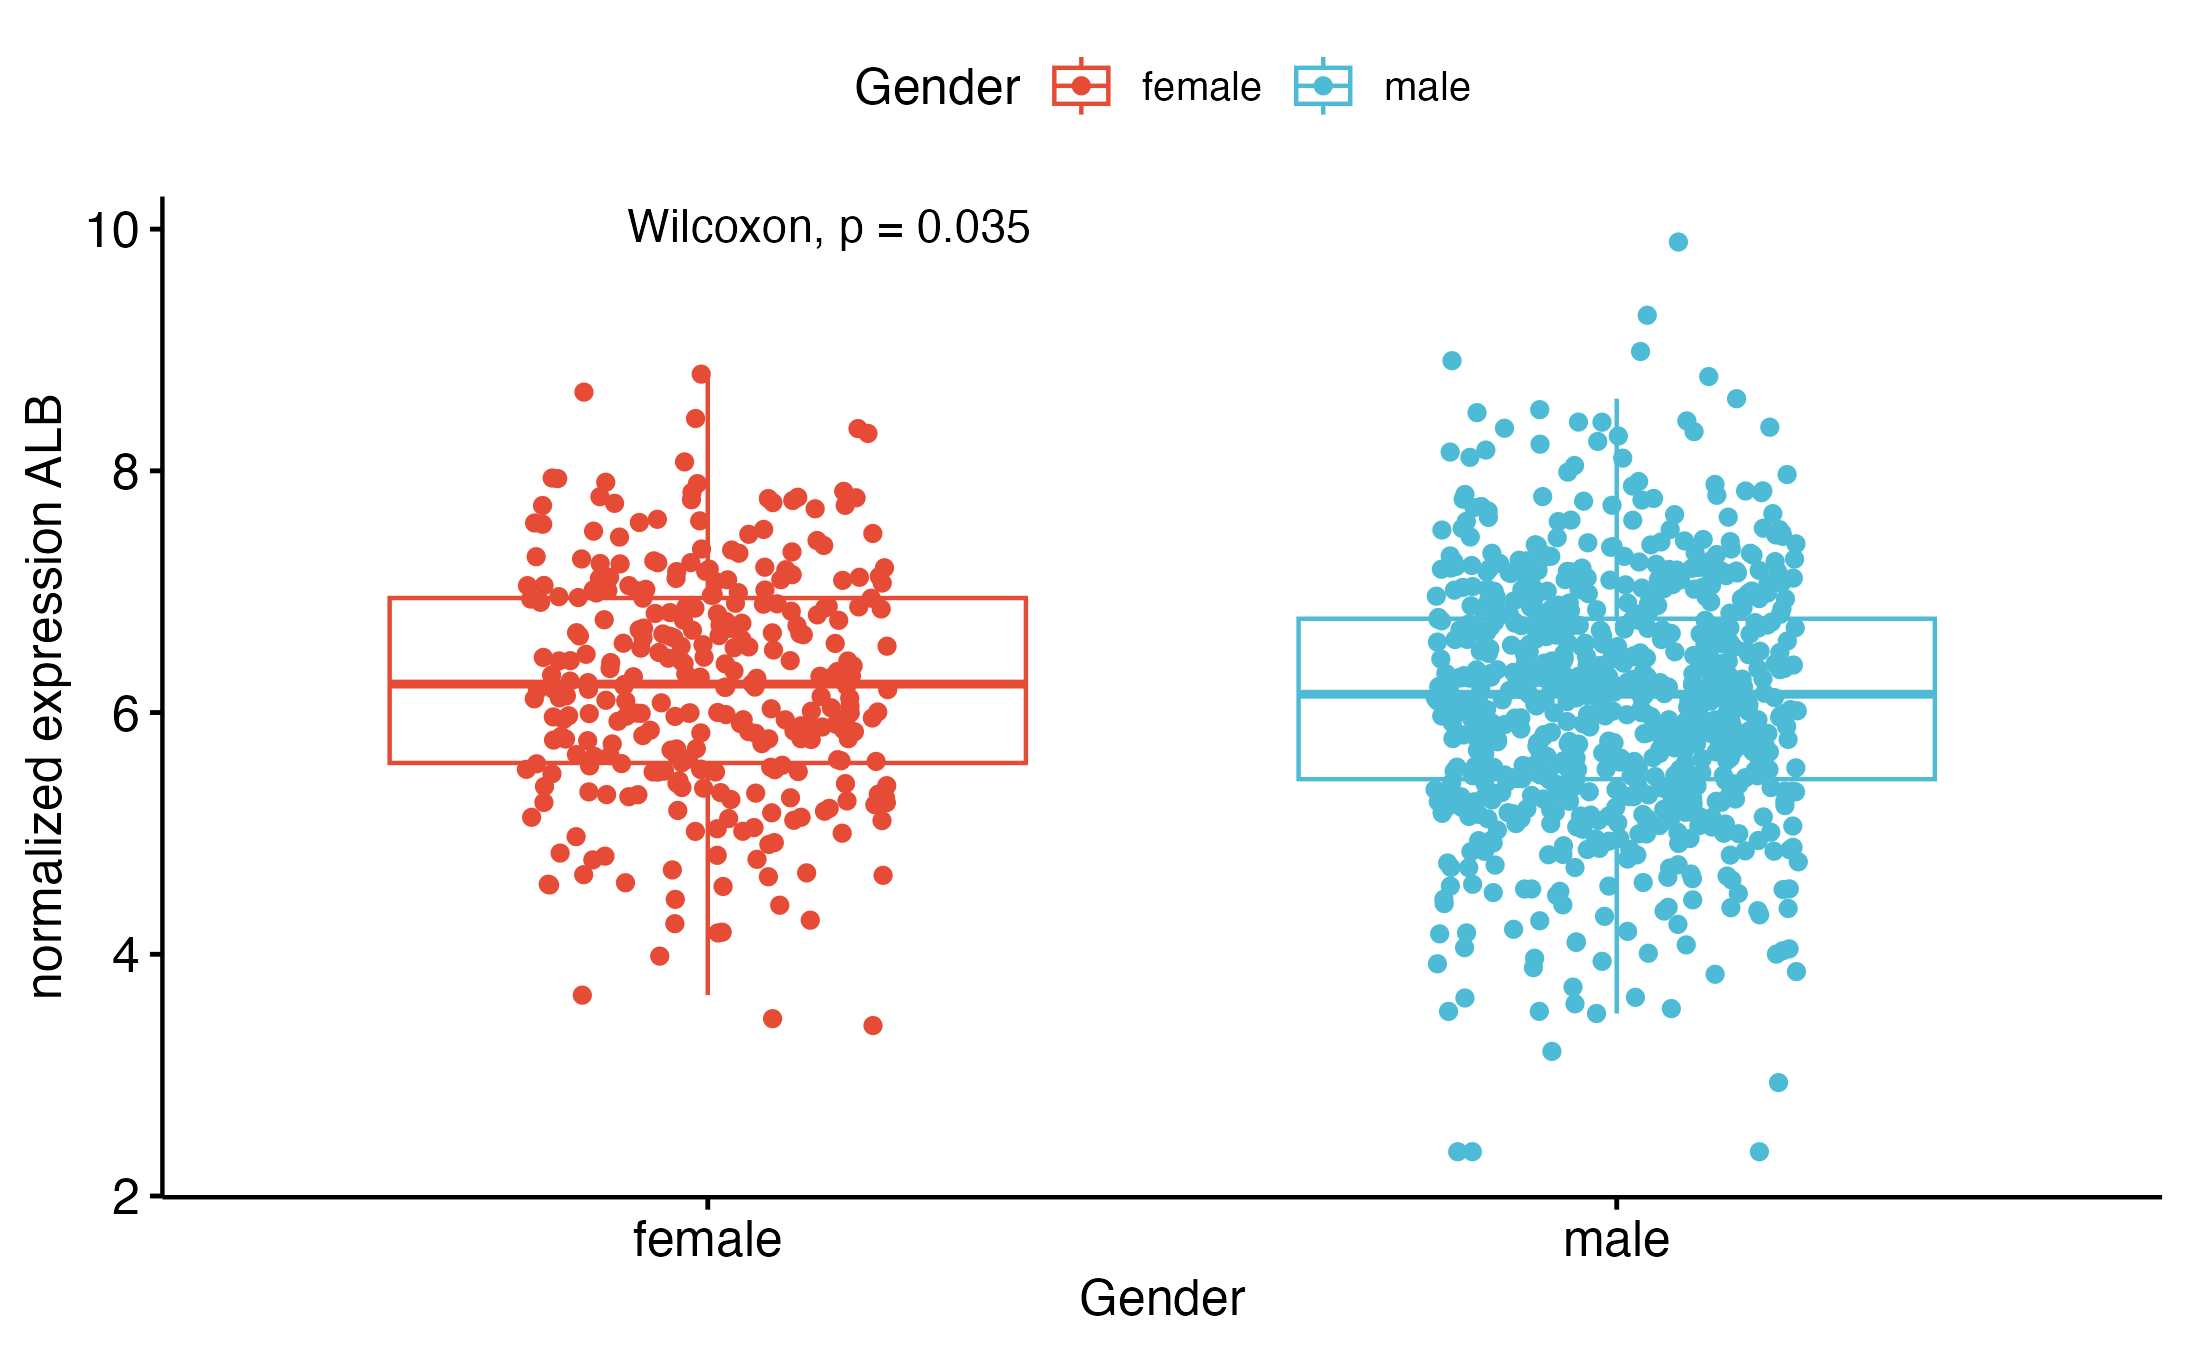 Gender female male
Wilcoxon, p = 0.035
normalized expression ALB
10
8
6
4
2
female male
Gender